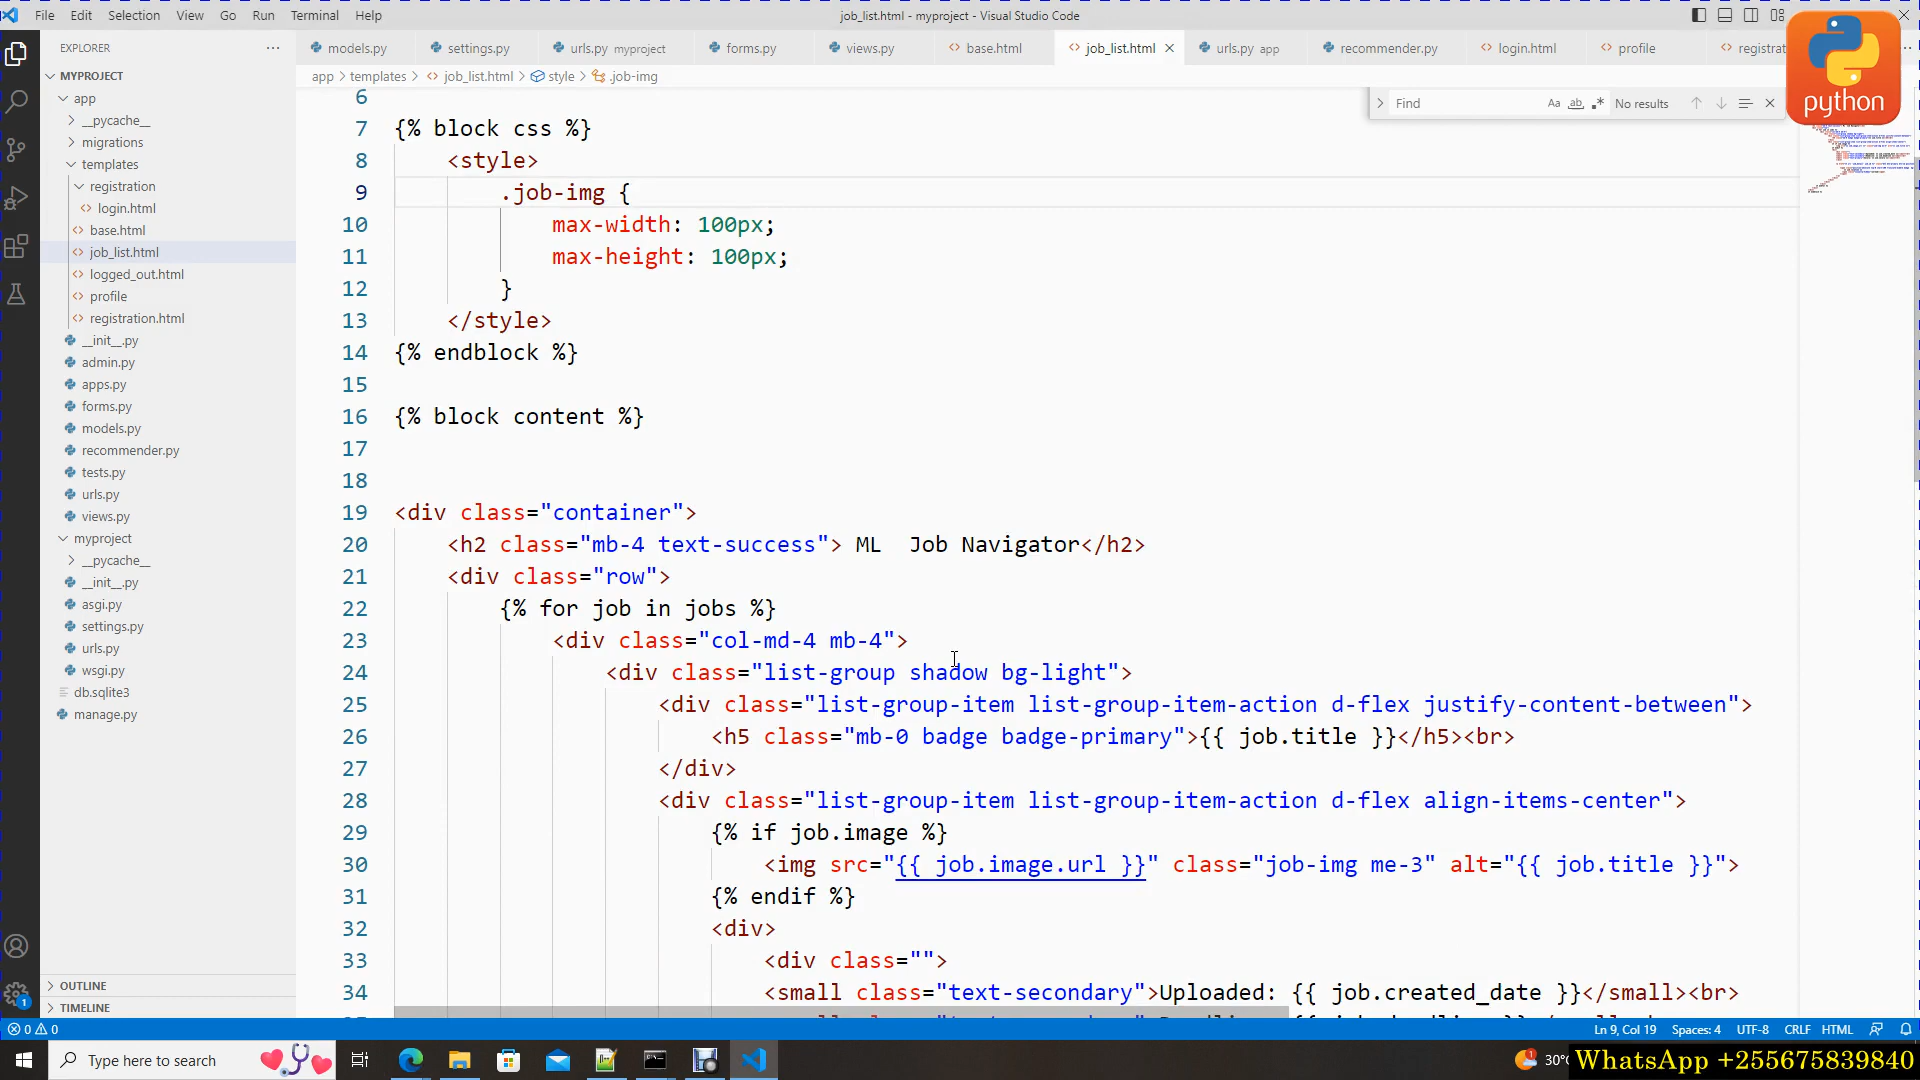 File Edit Selection View Go Run Terminal Help
job_list.html - myproject - Visual Studio Code
python
EXPLORER
models.py settings.py urls.py myproject forms.py views.py base.html job_list.html urls.py app recommender.py login.html profile registrat
app > templates > job_list.html > style > .job-img
Find
Aa ab No results
MYPROJECT
app
__pycache__
migrations
templates
registration
login.html
base.html
job_list.html
logged_out.html
profile
registration.html
__init__.py
admin.py
apps.py
forms.py
models.py
recommender.py
tests.py
urls.py
views.py
myproject
__pycache__
__init__.py
asgi.py
settings.py
urls.py
wsgi.py
db.sqlite3
manage.py
OUTLINE
TIMELINE
6
7 {% block css %}
8 <style>
9 .job-img {
10 max-width: 100px;
11 max-height: 100px;
12 }
13 </style>
14 {% endblock %}
15
16 {% block content %}
17
18
19 <div class="container">
20 <h2 class="mb-4 text-success"> ML  Job Navigator</h2>
21 <div class="row">
22 {% for job in jobs %}
23 <div class="col-md-4 mb-4">
24 <div class="list-group shadow bg-light">
25 <div class="list-group-item list-group-item-action d-flex justify-content-between">
26 <h5 class="mb-0 badge badge-primary">{{ job.title }}</h5><br>
27 </div>
28 <div class="list-group-item list-group-item-action d-flex align-items-center">
29 {% if job.image %}
30 <img src="{{ job.image.url }}" class="job-img me-3" alt="{{ job.title }}">
31 {% endif %}
32 <div>
33 <div class="">
34 <small class="text-secondary">Uploaded: {{ job.created_date }}</small><br>
1
0 0
Ln 9, Col 19 Spaces: 4 UTF-8 CRLF HTML
Type here to search
1
30°
WhatsApp +255675839840